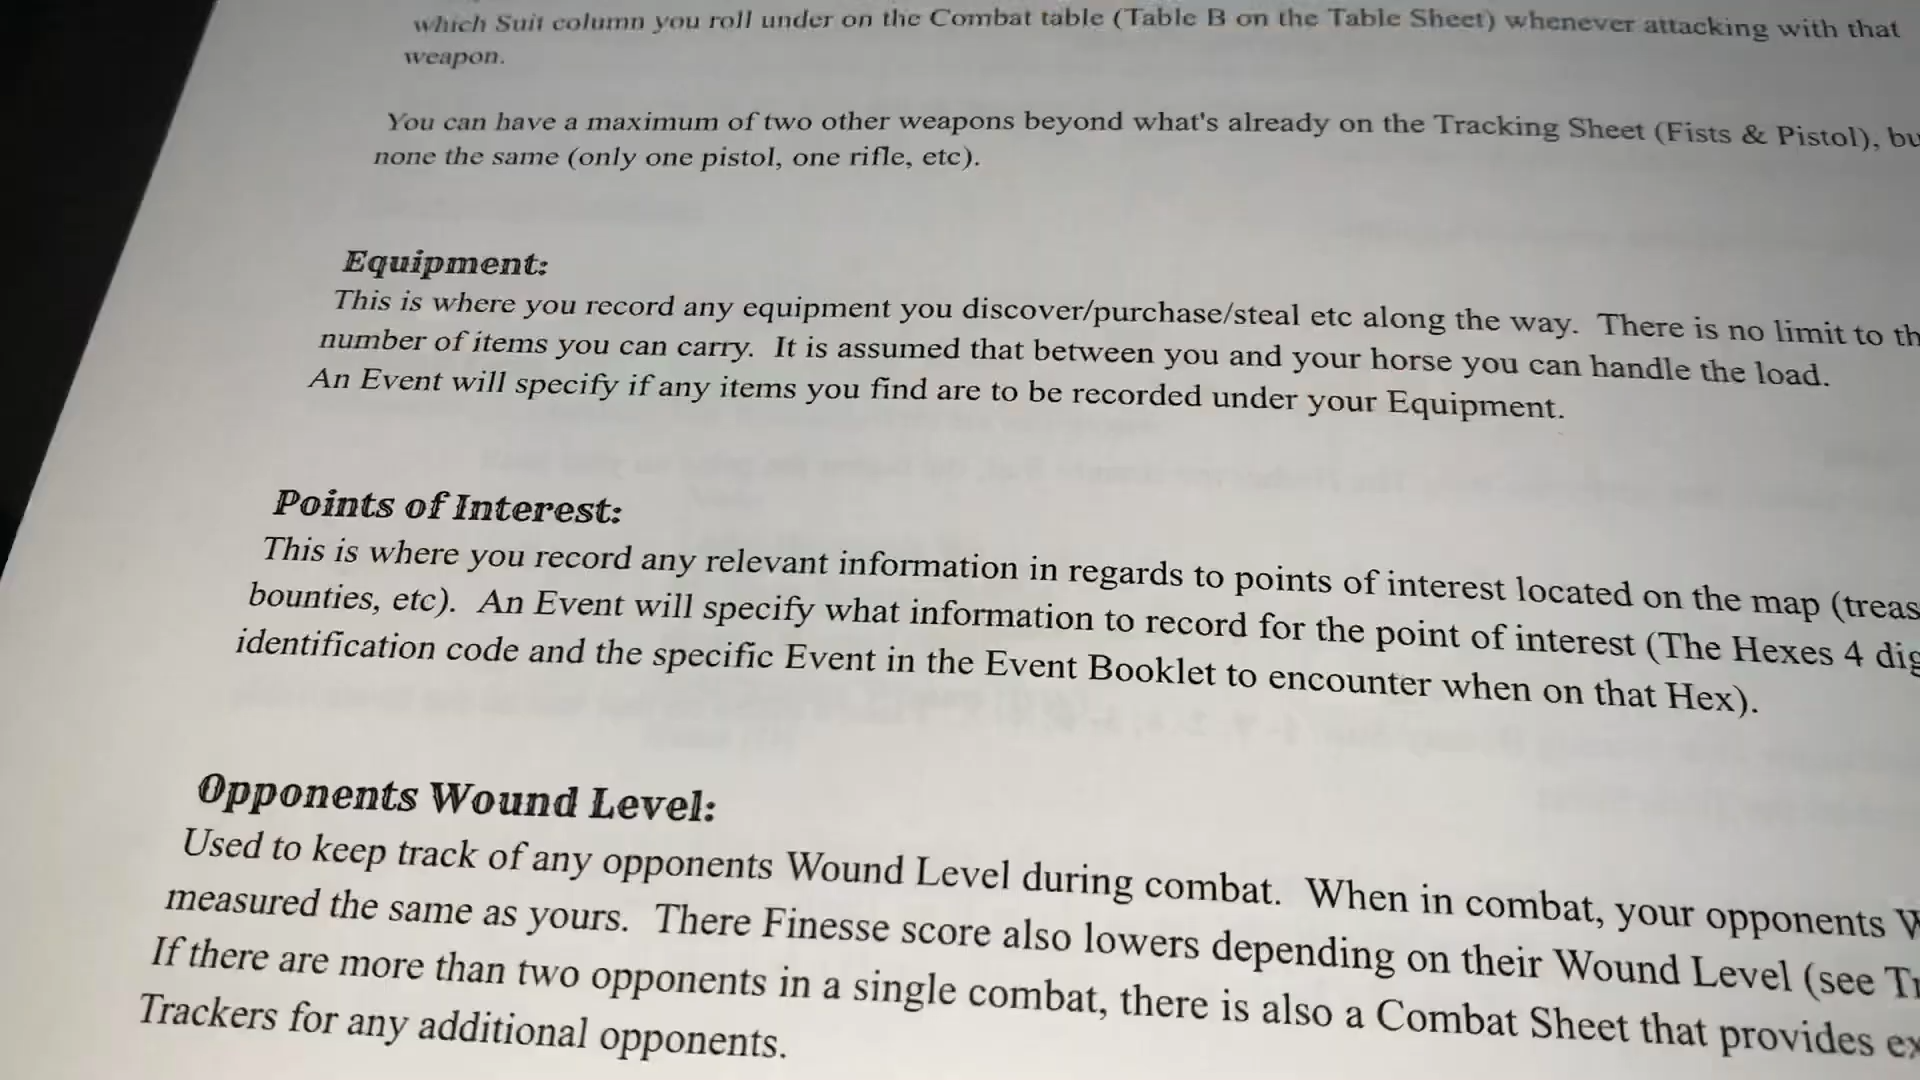 which Suit column you roll under on the Combat table (Table B on the Table Sheet) whenever attacking with that
weapon.
You can have a maximum of two other weapons beyond what's already on the Tracking Sheet (Fists & Pistol), bu
none the same (only one pistol, one rifle, etc).
Equipment:
This is where you record any equipment you discover/purchase/steal etc along the way. There is no limit to th
number of items you can carry. It is assumed that between you and your horse you can handle the load.
An Event will specify if any items you find are to be recorded under your Equipment.
Points of Interest:
This is where you record any relevant information in regards to points of interest located on the map (treas
bounties, etc). An Event will specify what information to record for the point of interest (The Hexes 4 dig
identification code and the specific Event in the Event Booklet to encounter when on that Hex).
Opponents Wound Level:
Used to keep track of any opponents Wound Level during combat. When in combat, your opponents W
measured the same as yours. There Finesse score also lowers depending on their Wound Level (see Tr
If there are more than two opponents in a single combat, there is also a Combat Sheet that provides ex
Trackers for any additional opponents.